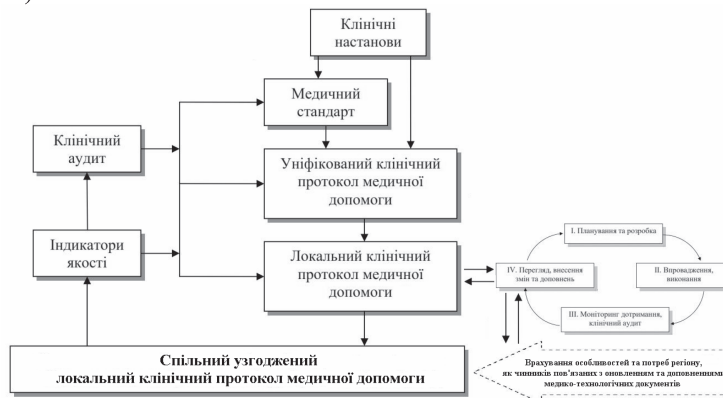 Клінічні
настанови
Медичний
стандарт
Клінічний
аудит
Уніфікований клінічний
протокол медичної
допомоги
Індикатори
якості
Локальний клінічний
протокол медичної
допомоги
I. Планування та розробка
IV. Перегляд, внесення
змін та доповнень
II. Впровадження,
виконання
III. Моніторинг дотримання,
клінічний аудит
Спільний узгоджений
локальний клінічний протокол медичної допомоги
Врахування особливостей та потреб регіону,
як чинників пов'язаних з оновленням та доповненнями
медико-технологічних документів